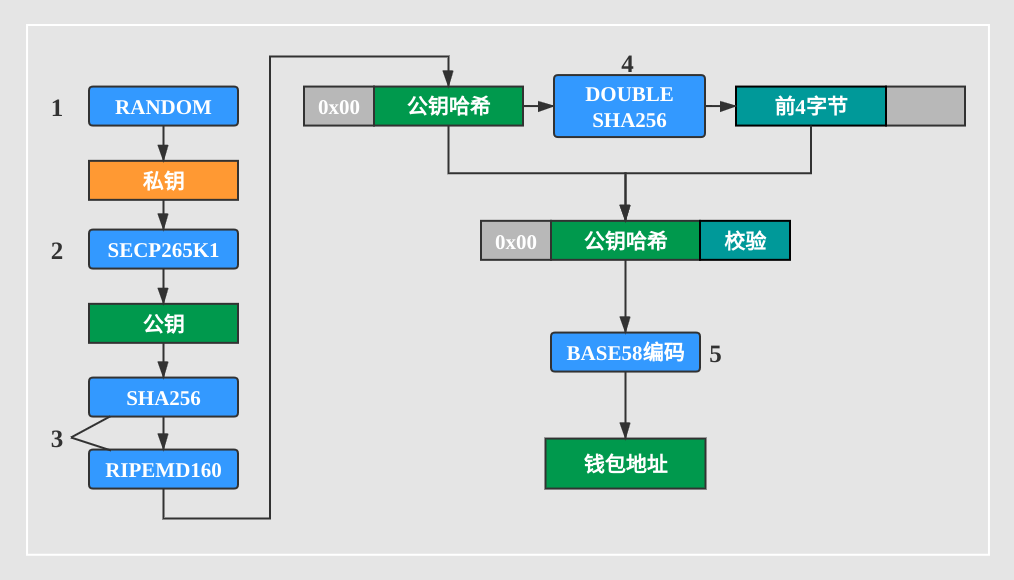 1
RANDOM
私钥
2
SECP265K1
公钥
SHA256
3
RIPEMD160
0x00
公钥哈希
4
DOUBLE
SHA256
前4字节
0x00
公钥哈希
校验
BASE58编码
5
钱包地址